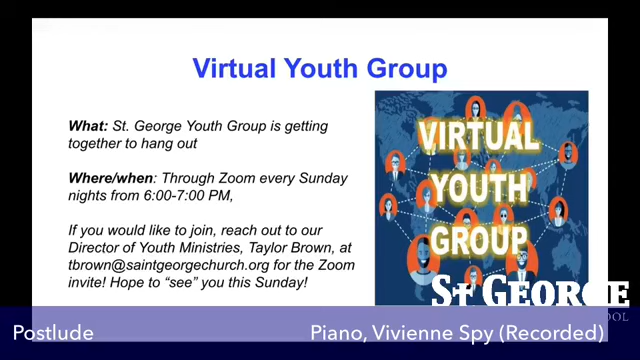 Virtual Youth Group
What: St. George Youth Group is getting
together to hang out
Where/when: Through Zoom every Sunday
nights from 6:00-7:00 PM,
If you would like to join, reach out to our
Director of Youth Ministries, Taylor Brown, at
tbrown@saintgeorgechurch.org for the Zoom
invite! Hope to “see” you this Sunday!
VIRTUAL
YOUTH
GROUP
ST GEORGE
Postlude
Piano, Vivienne Spy (Recorded)